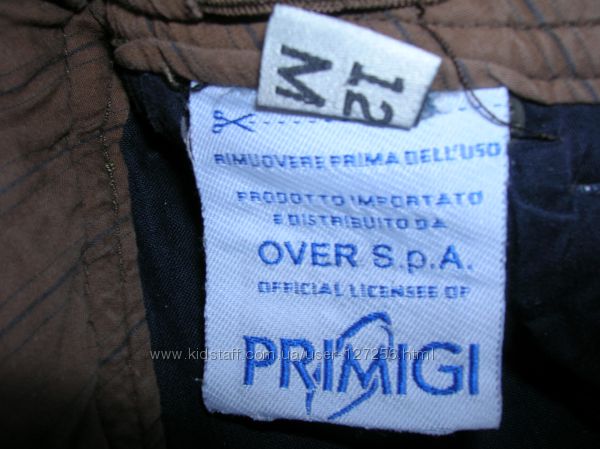 12
M
RIMUOVERE PRIMA DELL'USO
PRODOTTO IMPORTATO
E DISTRIBUITO DA
OVER S.p.A.
OFFICIAL LICENSEE OF
www.kidstaff.com.ua/user-127256.html
PRIMIGI